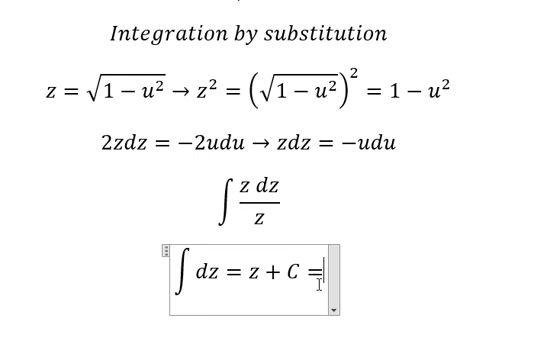 Integration by substitution
z = √(1 − u²) → z² = (√(1 − u²))² = 1 − u²
2zdz = −2udu → zdz = −udu
∫ z dz / z
∫ dz = z + C =